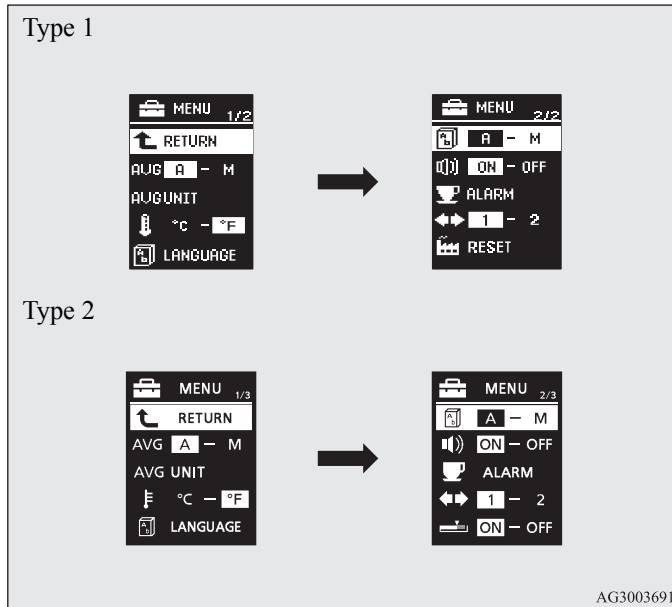 Type 1
MENU 1/2
RETURN
AVG A - M
AVG UNIT
°C - °F
LANGUAGE
MENU 2/2
A - M
ON - OFF
ALARM
1 - 2
RESET
Type 2
MENU 1/3
RETURN
AVG A - M
AVG UNIT
°C - °F
LANGUAGE
MENU 2/3
A - M
ON - OFF
ALARM
1 - 2
ON - OFF
AG3003691